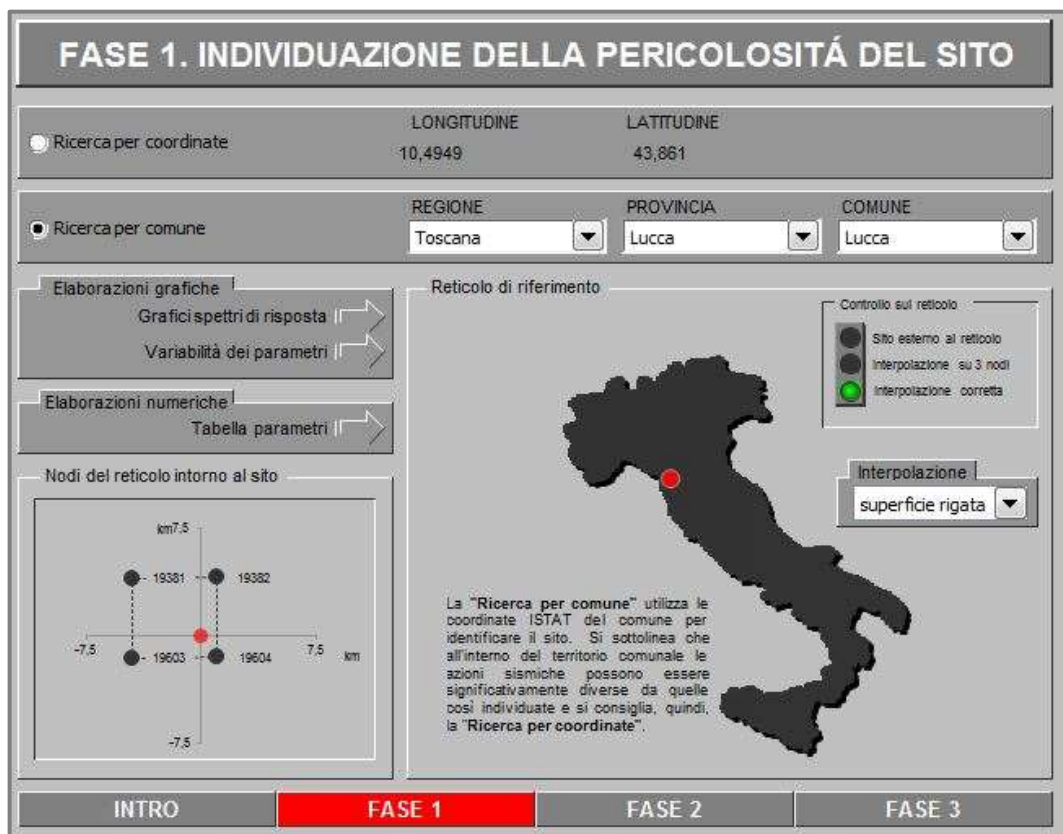 FASE 1. INDIVIDUAZIONE DELLA PERICOLOSITÁ DEL SITO
Ricerca per coordinate
LONGITUDINE
LATITUDINE
10,4949
43,861
Ricerca per comune
REGIONE
PROVINCIA
COMUNE
Toscana
Lucca
Lucca
Elaborazioni grafiche
Grafici spettri di risposta
Variabilità dei parametri
Elaborazioni numeriche
Tabella parametri
Nodi del reticolo intorno al sito
km 7,5
19381
19382
-7,5
7,5
km
19603
19604
-7,5
Reticolo di riferimento
Controllo sul reticolo
Sito esterno al reticolo
Interpolazione su 3 nodi
Interpolazione corretta
Interpolazione
superficie rigata
La "Ricerca per comune" utilizza le
coordinate ISTAT del comune per
identificare il sito. Si sottolinea che
all'interno del territorio comunale le
azioni sismiche possono essere
significativamente diverse da quelle
così individuate e si consiglia, quindi,
la "Ricerca per coordinate".
INTRO
FASE 1
FASE 2
FASE 3